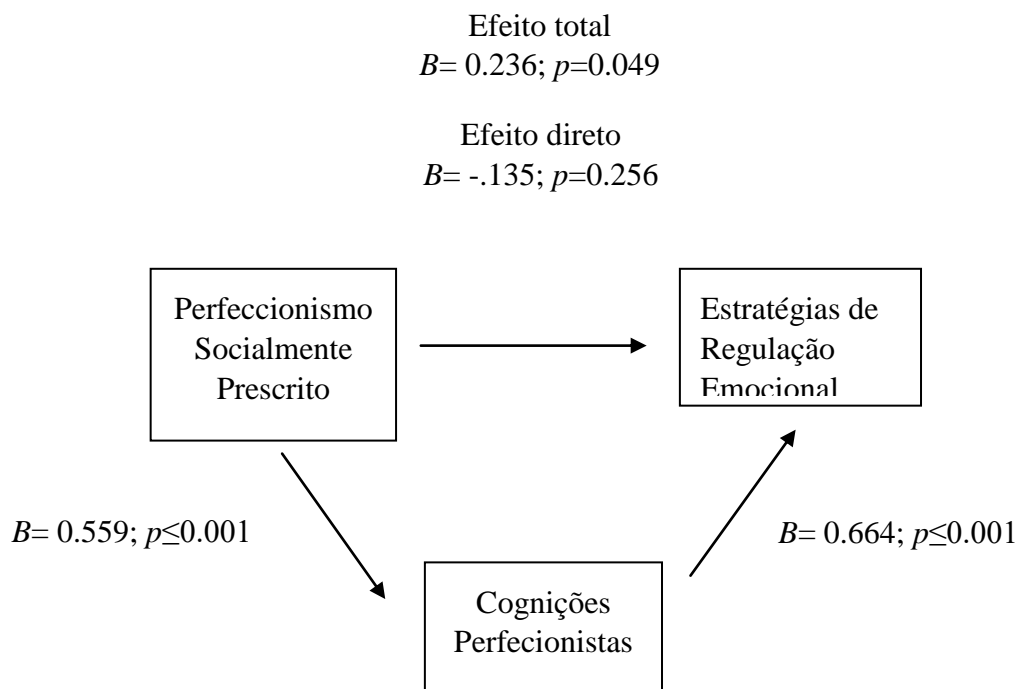 Efeito total
B= 0.236; p=0.049
Efeito direto
B= -.135; p=0.256
Perfeccionismo
Socialmente
Prescrito
Estratégias de
Regulação
Emocional
B= 0.559; p≤0.001
B= 0.664; p≤0.001
Cognições
Perfecionistas